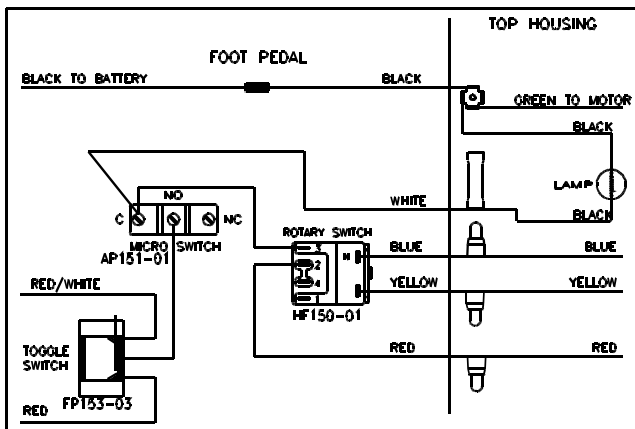 TOP HOUSING
FOOT PEDAL
BLACK TO BATTERY
BLACK
GREEN TO MOTOR
BLACK
LAMP
NO
WHITE
BLACK
C
NC
MICRO SWITCH
AP151-01
ROTARY SWITCH
3
N
BLUE
BLUE
2
RED/WHITE
4
YELLOW
YELLOW
1
HF150-01
TOGGLE
SWITCH
RED
RED
FP153-03
RED